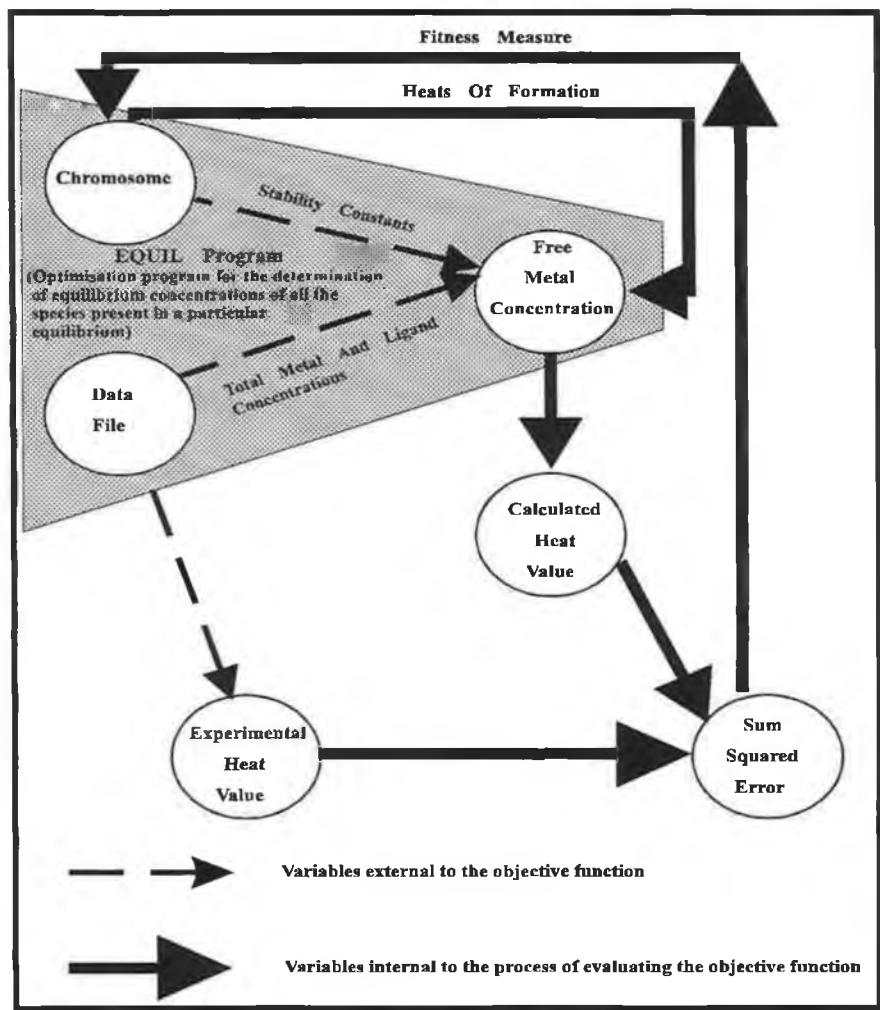 Fitness Measure
Heats Of Formation
Chromosome
Stability Constants
EQUIL Program
(Optimisation program for the determination
of equilibrium concentrations of all the
species present in a particular
equilibrium)
Free
Metal
Concentration
Total Metal And Ligand
Concentrations
Data
File
Calculated
Heat
Value
Experimental
Heat
Value
Sum
Squared
Error
Variables external to the objective function
Variables internal to the process of evaluating the objective function